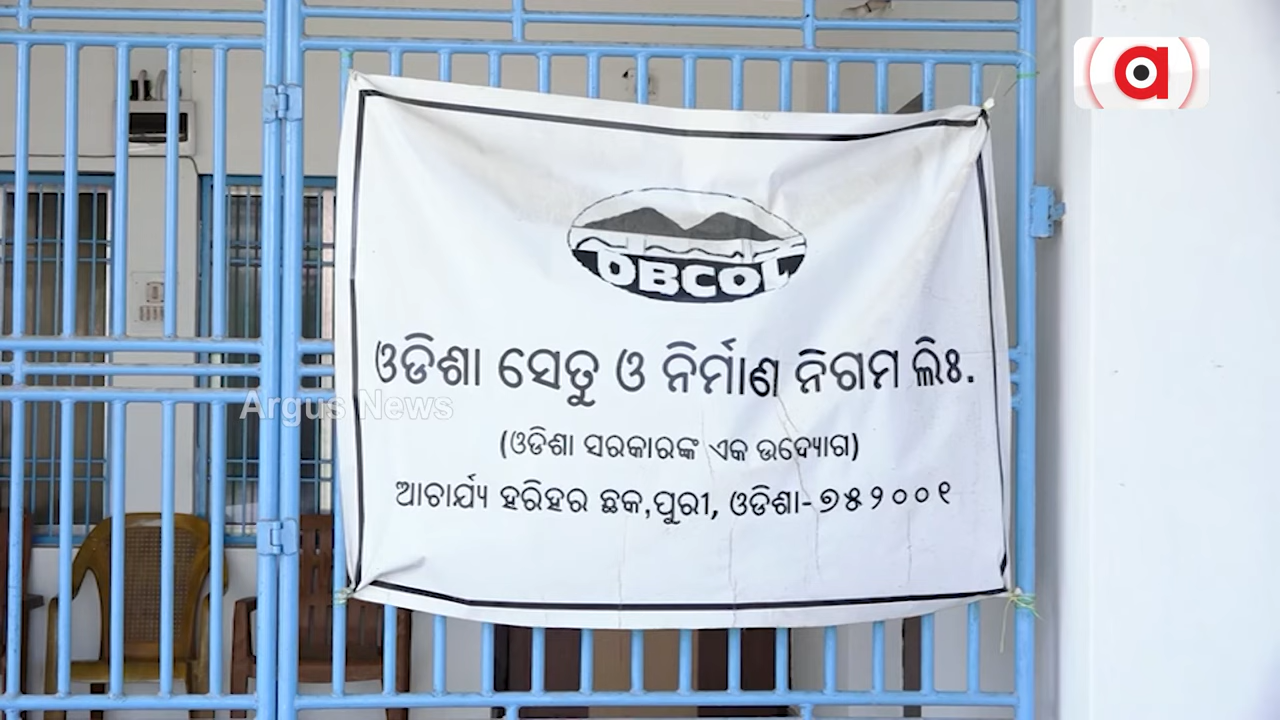 a
OBCOL
ଓଡିଶା ସେତୁ ଓ ନିର୍ମାଣ ନିଗମ ଲିଃ.
Argus News
(ଓଡିଶା ସରକାରଙ୍କ ଏକ ଉଦ୍ୟୋଗ)
ଆଚାର୍ଯ୍ୟ ହରିହର ଛକ,ପୁରୀ, ଓଡିଶା-୭୫୨୦୦୧